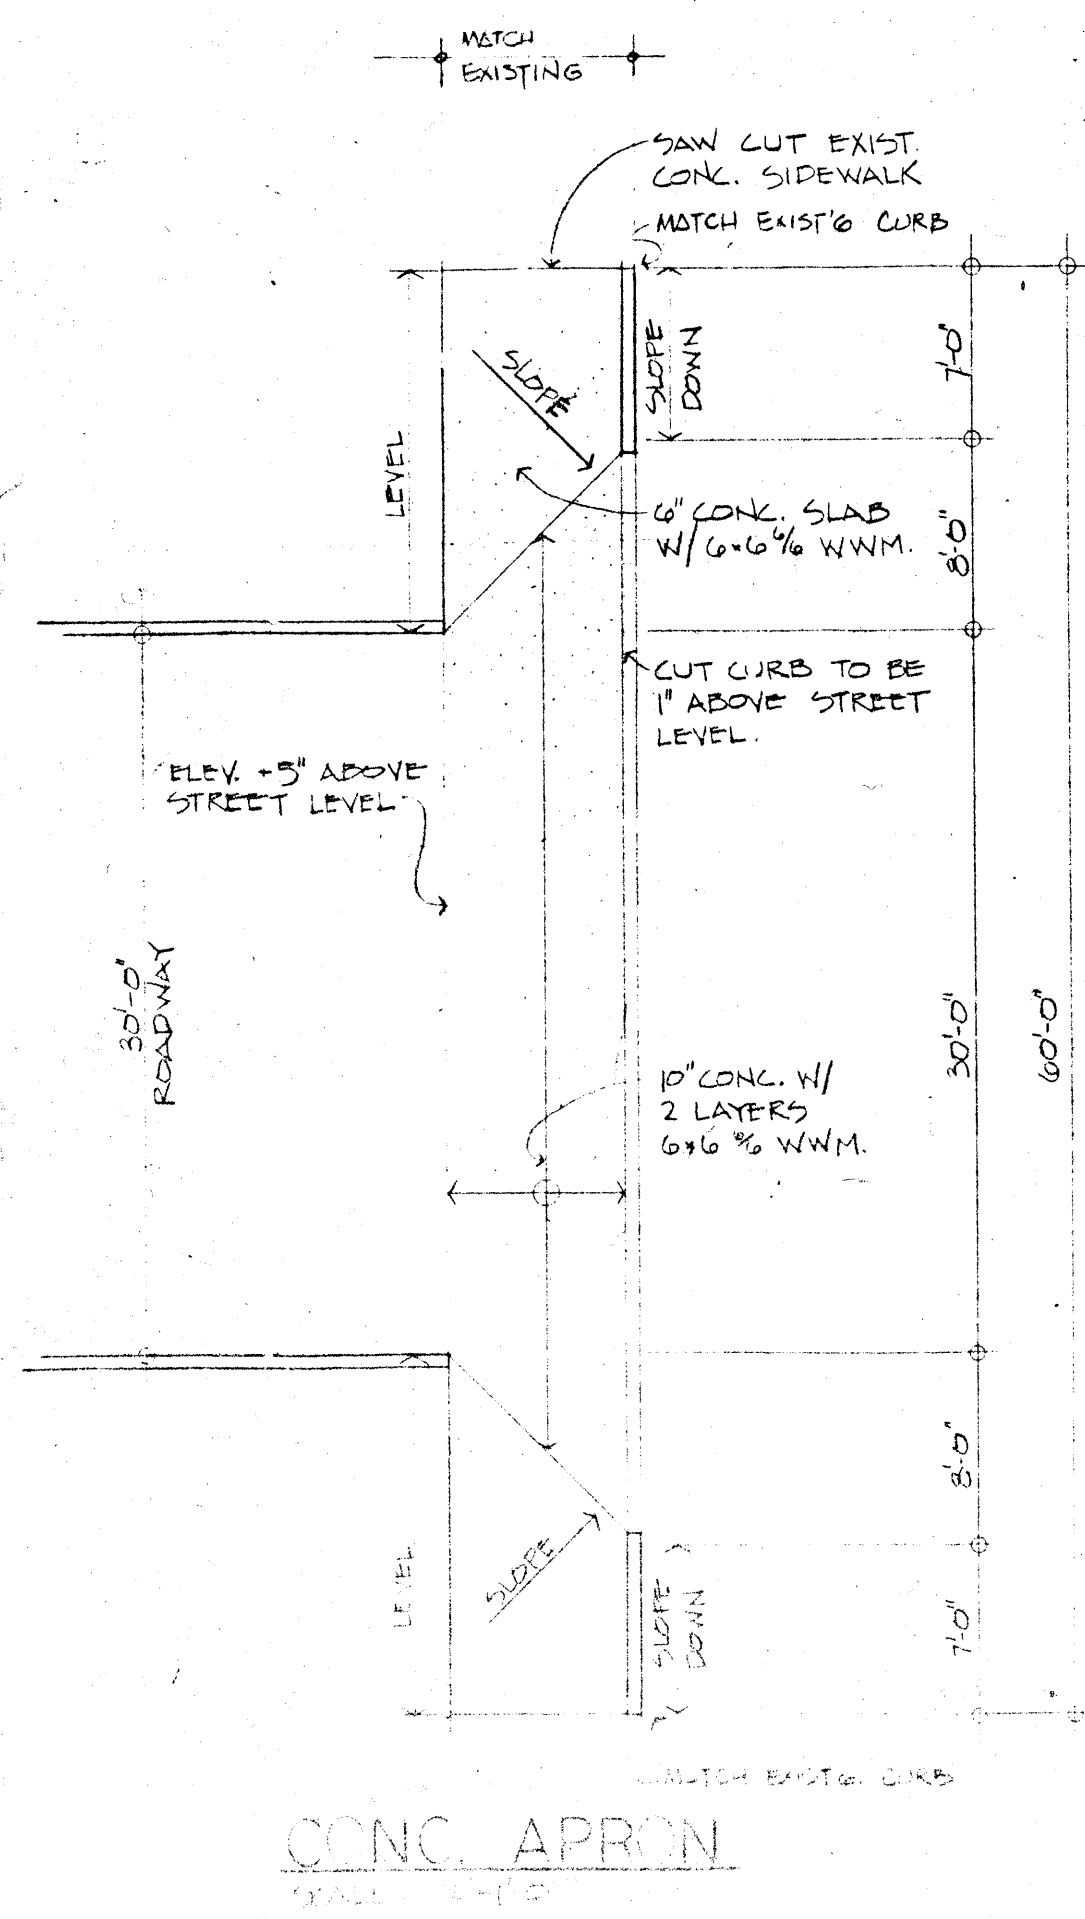 MATCH
EXISTING
SAW CUT EXIST.
CONC. SIDEWALK
MATCH EXIST'G CURB
SLOPE
DOWN
7'-0"
SLOPE
LEVEL
6" CONC. SLAB
W/ 6x6 6/6 WWM.
8'-0"
CUT CURB TO BE
1" ABOVE STREET
LEVEL.
ELEV. +5" ABOVE
STREET LEVEL
30'-0"
ROADWAY
30'-0"
60'-0"
10" CONC. W/
2 LAYERS
6x6 6/6 WWM.
8'-0"
SLOPE
LEVEL
SLOPE
DOWN
7'-0"
MATCH EXIST'G. CURB
CONC. APRON
SCALE